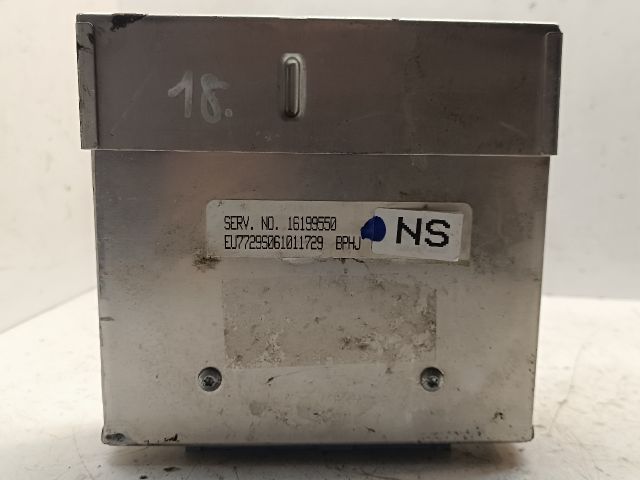 18.
SERV. NO. 16199550
EU77295061011729 BPHJ
NS